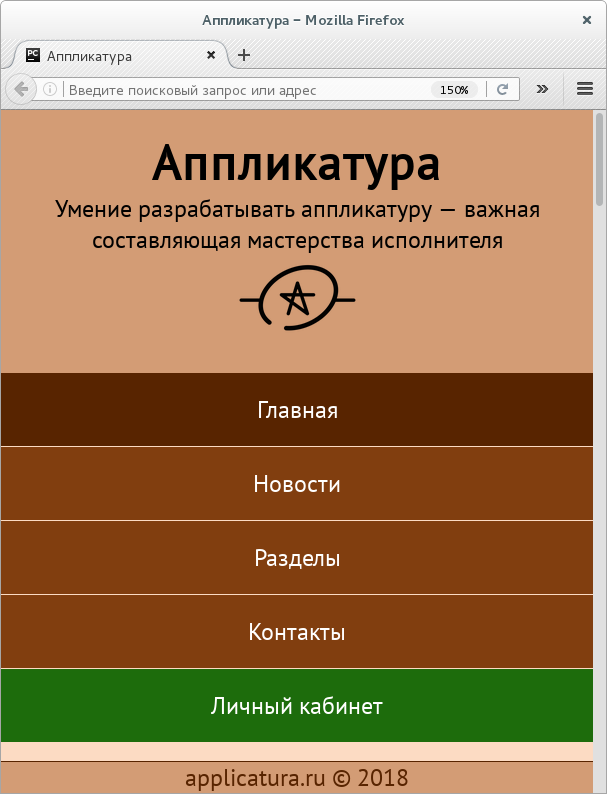 Аппликатура – Mozilla Firefox
PC
Аппликатура
Введите поисковый запрос или адрес
150%
Аппликатура
Умение разрабатывать аппликатуру — важная
составляющая мастерства исполнителя
Главная
Новости
Разделы
Контакты
Личный кабинет
applicatura.ru © 2018